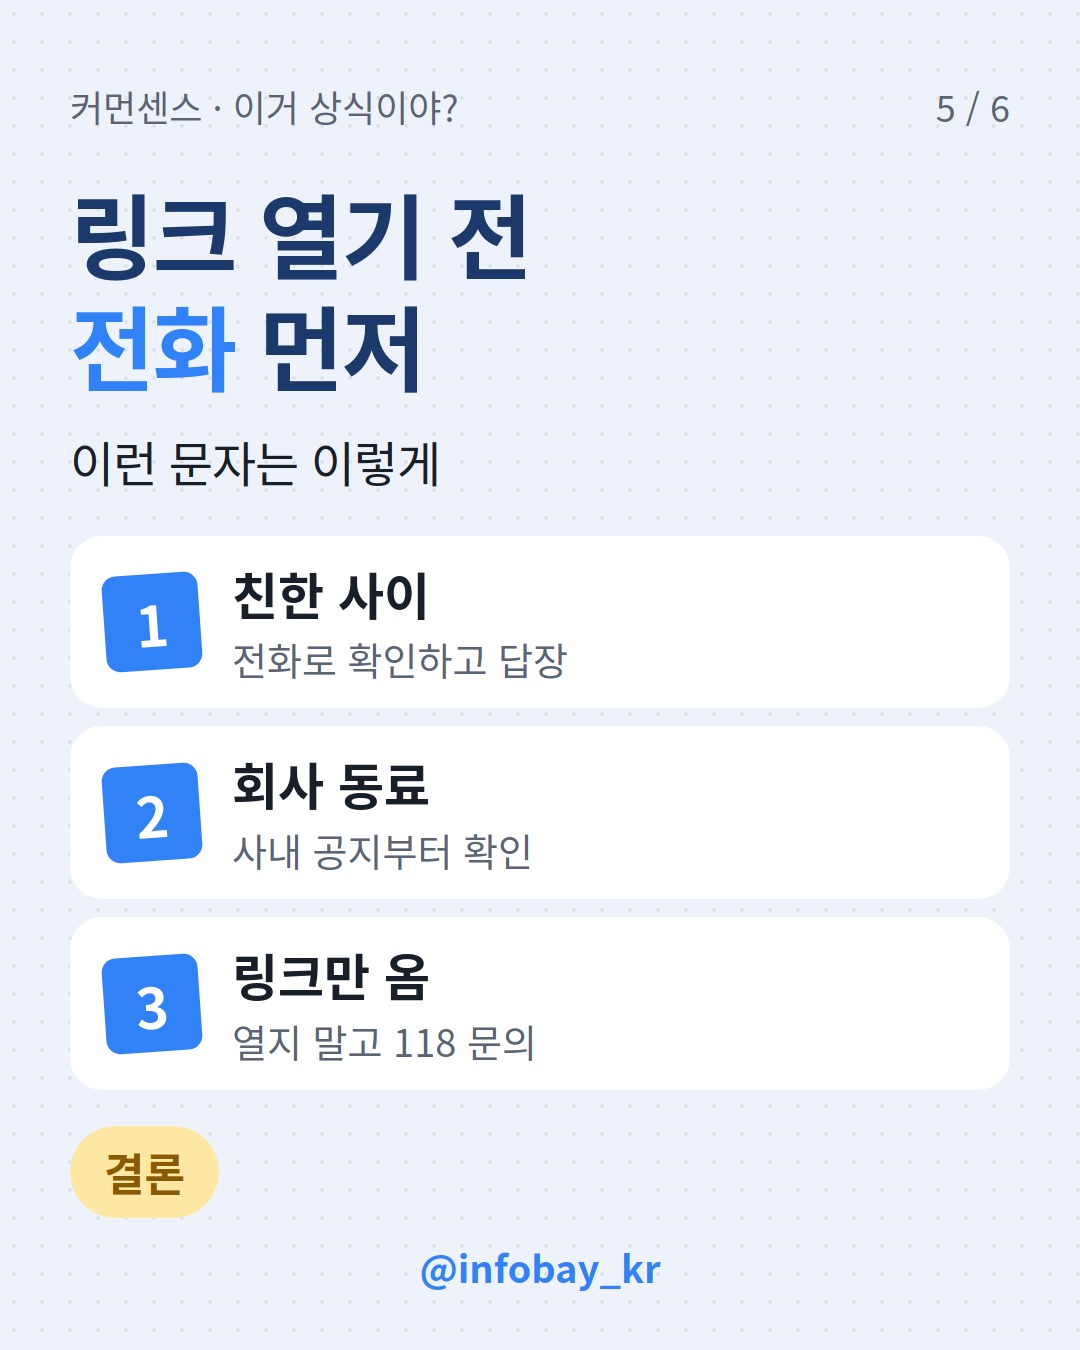 커먼센스 · 이거 상식이야?
5 / 6
링크 열기 전
전화 먼저
이런 문자는 이렇게
1
친한 사이
전화로 확인하고 답장
2
회사 동료
사내 공지부터 확인
3
링크만 옴
열지 말고 118 문의
결론
@infobay_kr